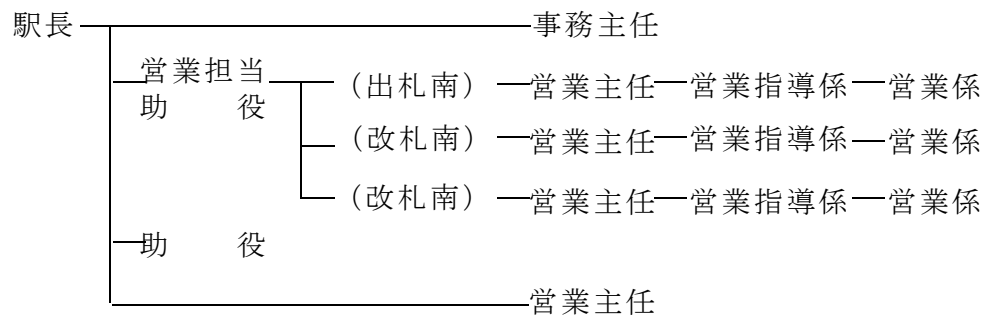 駅長 事務主任
営業担当
助役
(出札南) 営業主任 営業指導係 営業係
(改札南) 営業主任 営業指導係 営業係
(改札南) 営業主任 営業指導係 営業係
助役
営業主任